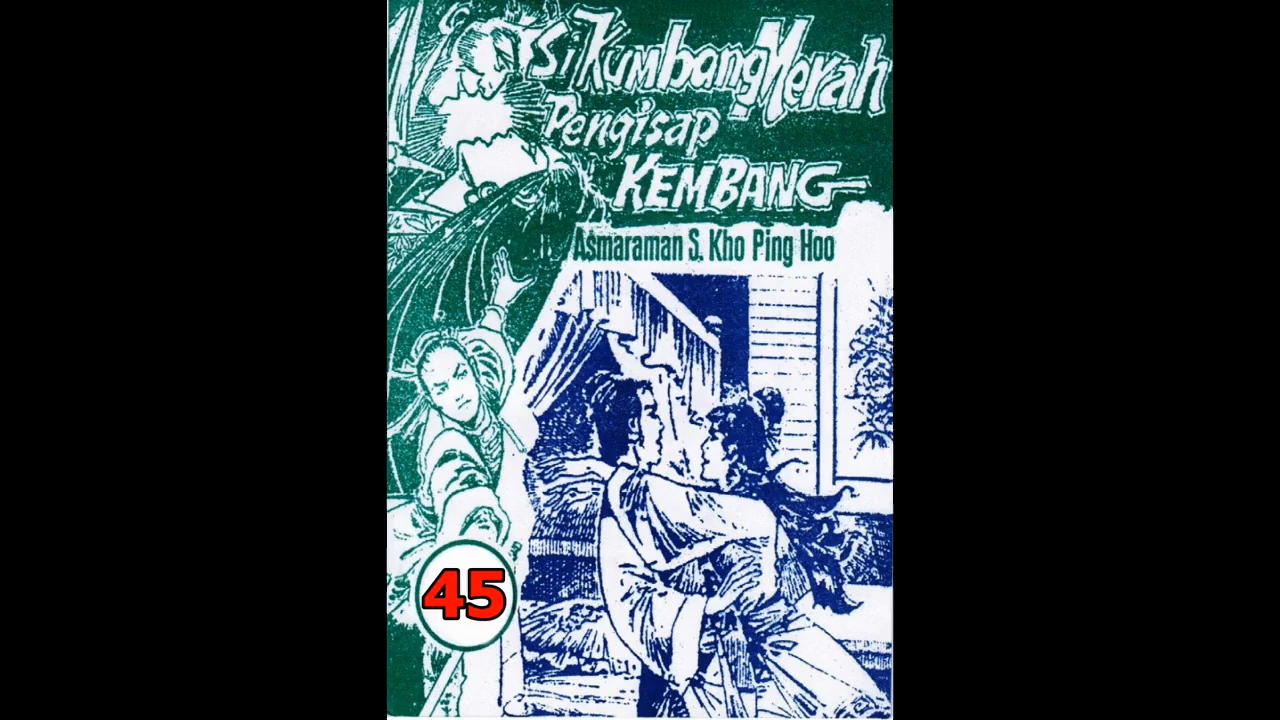 Si Kumbang Merah
Pengisap
KEMBANG
Asmaraman S. Kho Ping Hoo
45